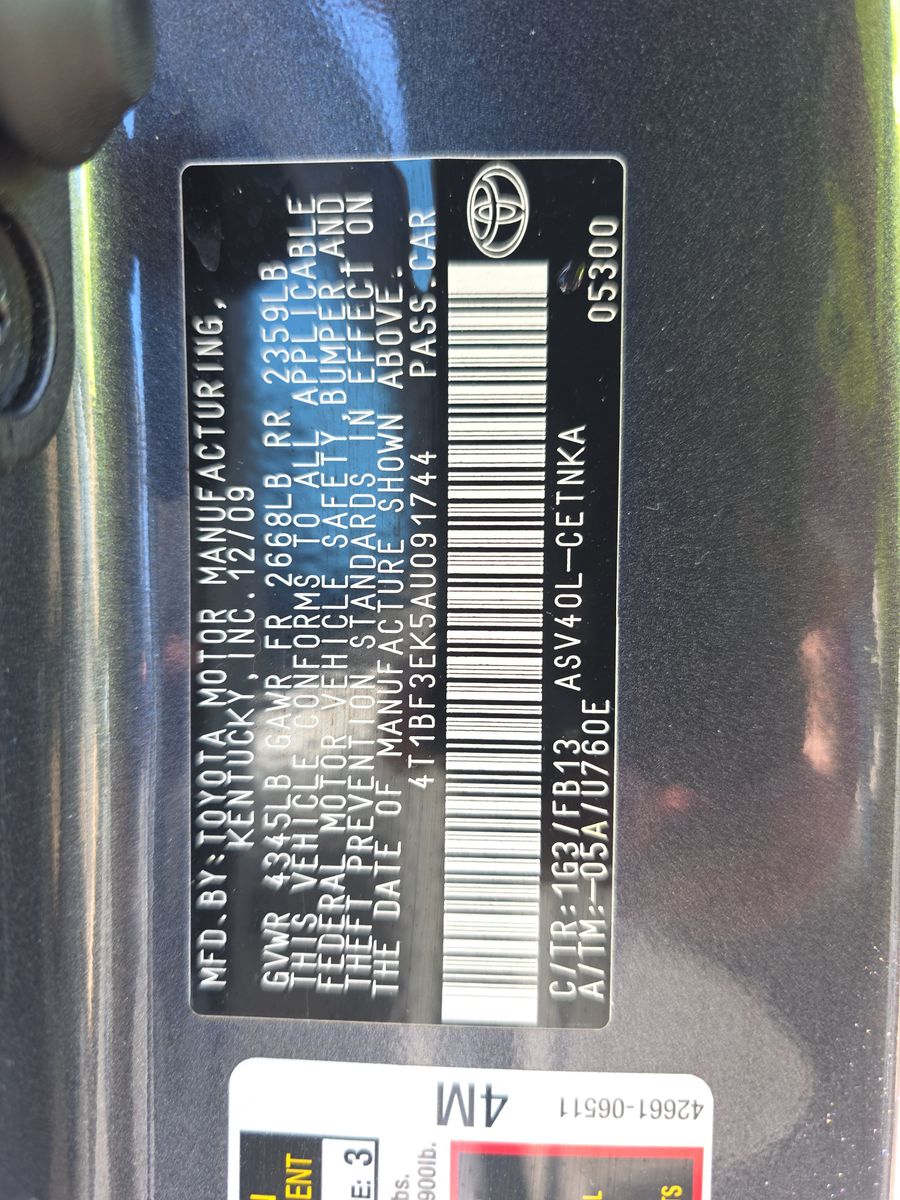 MFD.BY:TOYOTA MOTOR MANUFACTURING,
KENTUCKY,INC. 12/09
GVWR 4345LB GAWR FR 2668LB RR 2359LB
THIS VEHICLE CONFORMS TO ALL APPLICABLE
FEDERAL MOTOR VEHICLE SAFETY, BUMPER,AND
THEFT PREVENTION STANDARDS IN EFFECT ON
THE DATE OF MANUFACTURE SHOWN ABOVE.
4T1BF3EK5AU091744 PASS.CAR
C/TR:1G3/FB13 ASV40L-CETNKA
A/TM:-05A/U760E 05300
4M
42661-06511
E: 3
900lb.